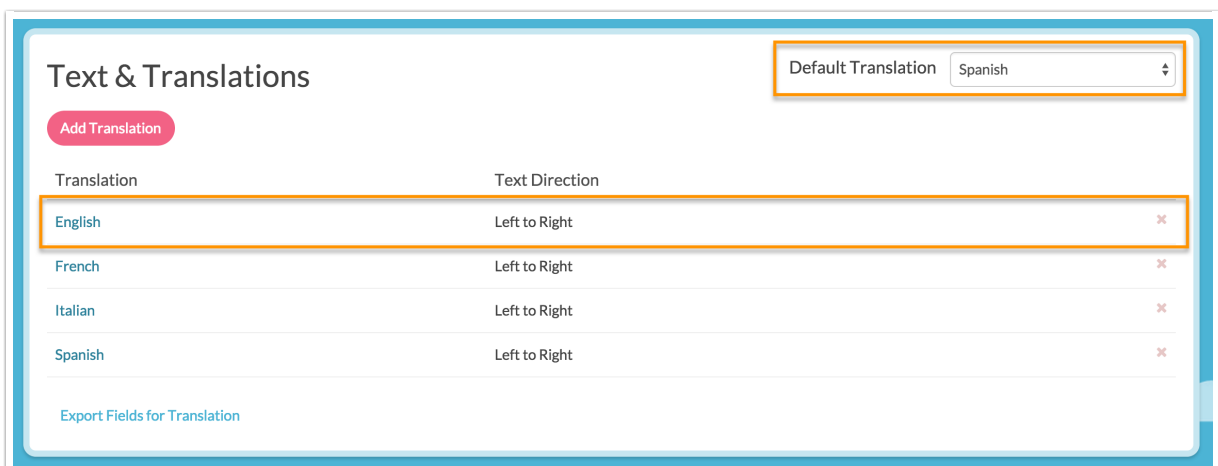 Text & Translations
Default Translation Spanish
Add Translation
Translation Text Direction
English Left to Right
French Left to Right
Italian Left to Right
Spanish Left to Right
Export Fields for Translation